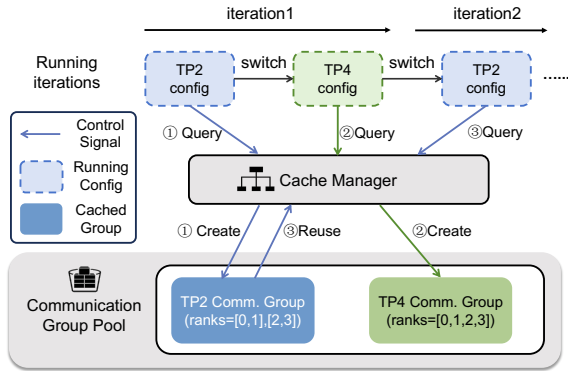 iteration1
iteration2
Running
iterations
TP2
config
switch
TP4
config
switch
TP2
config
......
① Query
②Query
③Query
Control
Signal
Running
Config
Cached
Group
Cache Manager
① Create
③Reuse
②Create
Communication
Group Pool
TP2 Comm. Group
(ranks=[0,1],[2,3])
TP4 Comm. Group
(ranks=[0,1,2,3])